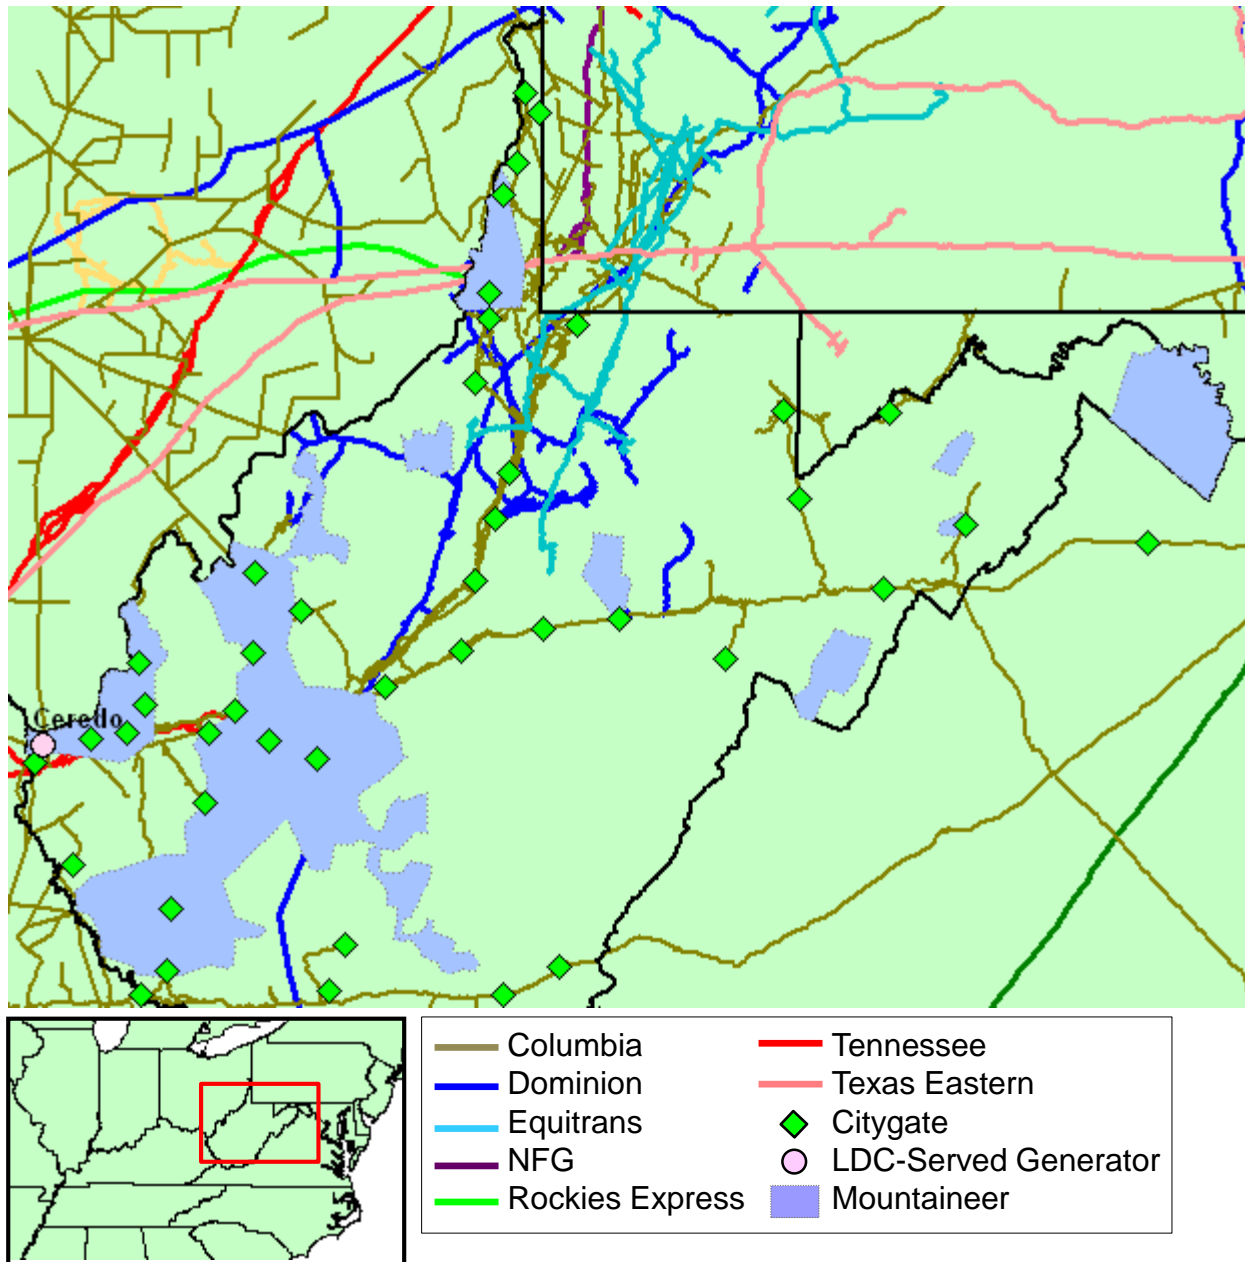 Ceredo
Columbia
Dominion
Equitrans
NFG
Rockies Express
Tennessee
Texas Eastern
Citygate
LDC-Served Generator
Mountaineer